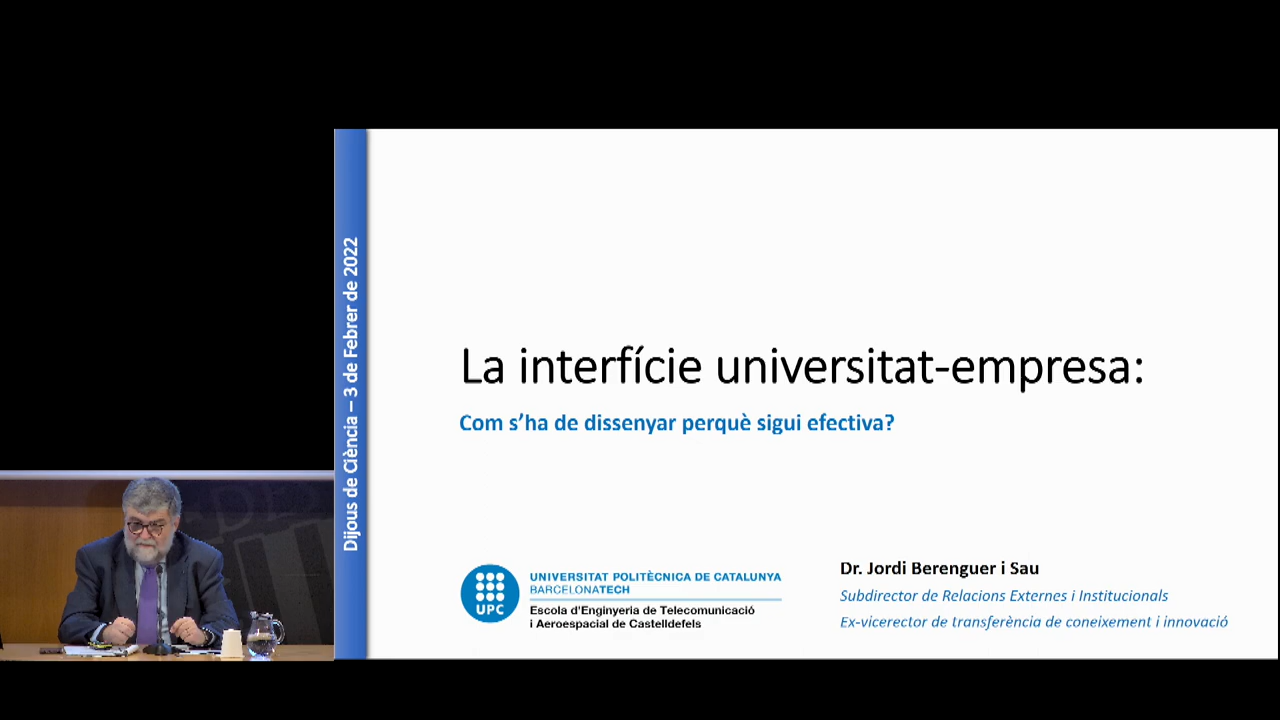 Dijous de Ciència – 3 de Febrer de 2022
La interfície universitat-empresa:
Com s'ha de dissenyar perquè sigui efectiva?
UPC
UNIVERSITAT POLITÈCNICA DE CATALUNYA
BARCELONATECH
Escola d'Enginyeria de Telecomunicació
i Aeroespacial de Castelldefels
Dr. Jordi Berenguer i Sau
Subdirector de Relacions Externes i Institucionals
Ex-vicerector de transferència de coneixement i innovació